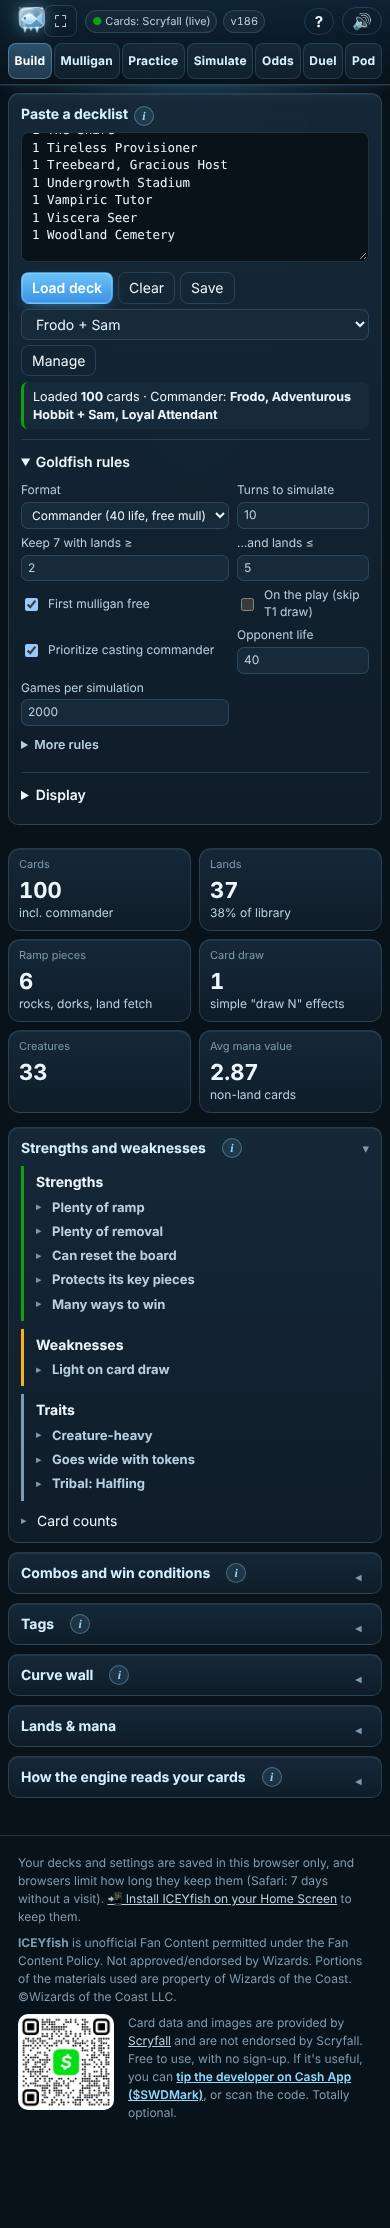 Cards: Scryfall (live)
v186
?
Build
Mulligan
Practice
Simulate
Odds
Duel
Pod
Paste a decklist i
1 Tireless Provisioner
1 Treebeard, Gracious Host
1 Undergrowth Stadium
1 Vampiric Tutor
1 Viscera Seer
1 Woodland Cemetery
Load deck
Clear
Save
Frodo + Sam
Manage
Loaded 100 cards · Commander: Frodo, Adventurous
Hobbit + Sam, Loyal Attendant
Goldfish rules
Format
Turns to simulate
Commander (40 life, free mull)
10
Keep 7 with lands ≥
...and lands ≤
2
5
First mulligan free
On the play (skip
T1 draw)
Prioritize casting commander
Opponent life
40
Games per simulation
2000
More rules
Display
Cards
100
incl. commander
Lands
37
38% of library
Ramp pieces
6
rocks, dorks, land fetch
Card draw
1
simple "draw N" effects
Creatures
33
Avg mana value
2.87
non-land cards
Strengths and weaknesses i
Strengths
Plenty of ramp
Plenty of removal
Can reset the board
Protects its key pieces
Many ways to win
Weaknesses
Light on card draw
Traits
Creature-heavy
Goes wide with tokens
Tribal: Halfling
Card counts
Combos and win conditions i
Tags i
Curve wall i
Lands & mana
How the engine reads your cards i
Your decks and settings are saved in this browser only, and
browsers limit how long they keep them (Safari: 7 days
without a visit). Install ICEYfish on your Home Screen to
keep them.
ICEYfish is unofficial Fan Content permitted under the Fan
Content Policy. Not approved/endorsed by Wizards. Portions
of the materials used are property of Wizards of the Coast.
©Wizards of the Coast LLC.
$
Card data and images are provided by
Scryfall and are not endorsed by Scryfall.
Free to use, with no sign-up. If it's useful,
you can tip the developer on Cash App
($SWDMark), or scan the code. Totally
optional.